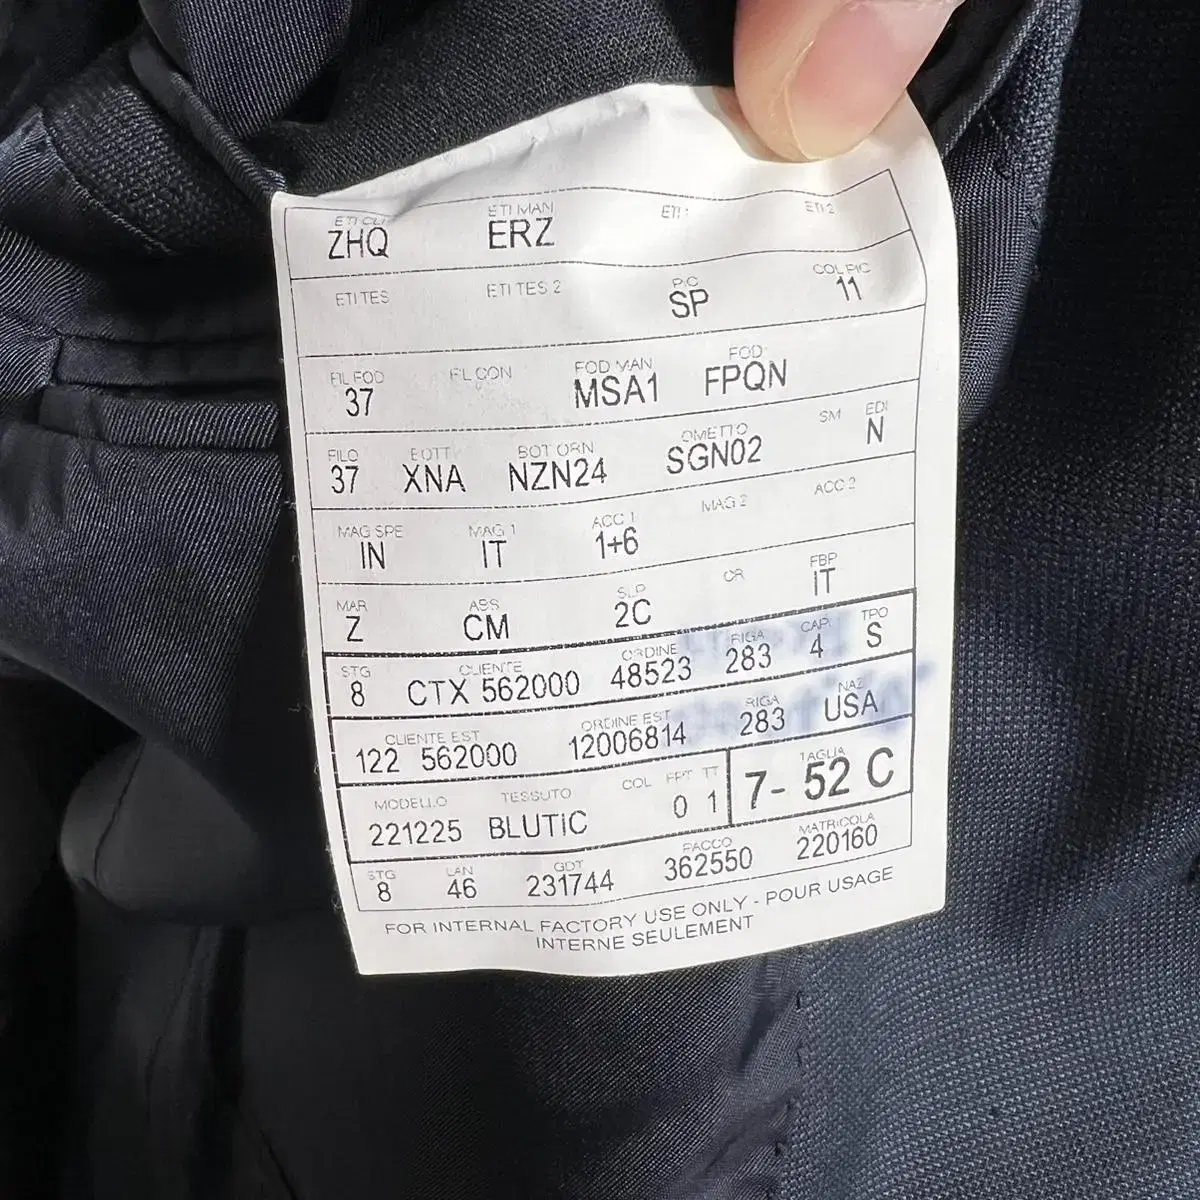 ETI CLI ETI MAN ETI 1 ETI 2
ZHQ ERZ
ETI TES ETI TES 2 PIC COL PIC
SP 11
FIL FOD FL CON FOD MAN FOD
37 MSA1 FPQN
FILO BOTT BOT ORN OMETTO SM EDI
37 XNA NZN24 SGN02 N
MAG SPE MAG 1 ACC 1 MAG 2 ACC 2
IN IT 1+6
MAR ASS SLP CR FBP
Z CM 2C IT
STG CLIENTE ORDINE RIGA CAPI TPO
8 CTX 562000 48523 283 4 S
CLIENTE EST ORDINE EST RIGA NAZ
122 562000 12006814 283 USA
MODELLO TESSUTO COL FPT TT TAGLIA
221225 BLUTIC 0 1 7- 52 C
STG LAN GDT PACCO MATRICOLA
8 46 231744 362550 220160
FOR INTERNAL FACTORY USE ONLY - POUR USAGE
INTERNE SEULEMENT